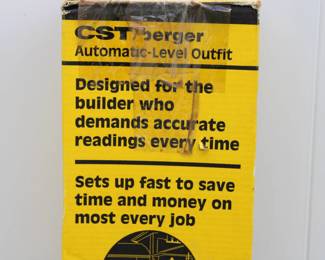 CST/berger
Automatic-Level Outfit
Designed for the
builder who
demands accurate
readings every time
Sets up fast to save
time and money on
most every job